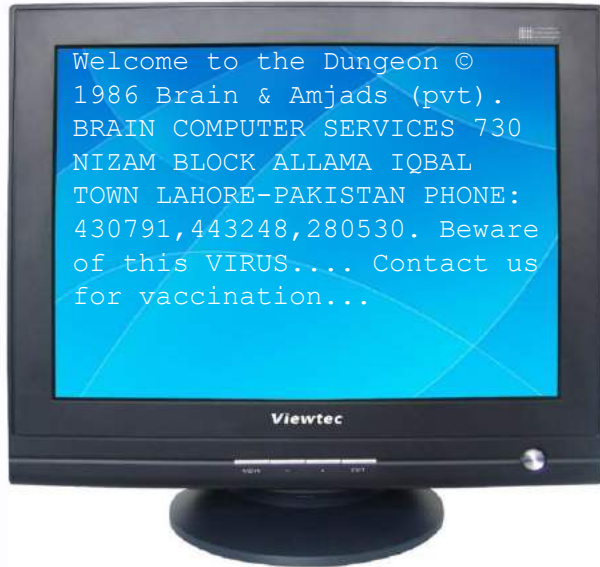 Welcome to the Dungeon ©
1986 Brain & Amjads (pvt).
BRAIN COMPUTER SERVICES 730
NIZAM BLOCK ALLAMA IQBAL
TOWN LAHORE-PAKISTAN PHONE:
430791,443248,280530. Beware
of this VIRUS.... Contact us
for vaccination...
Viewtec